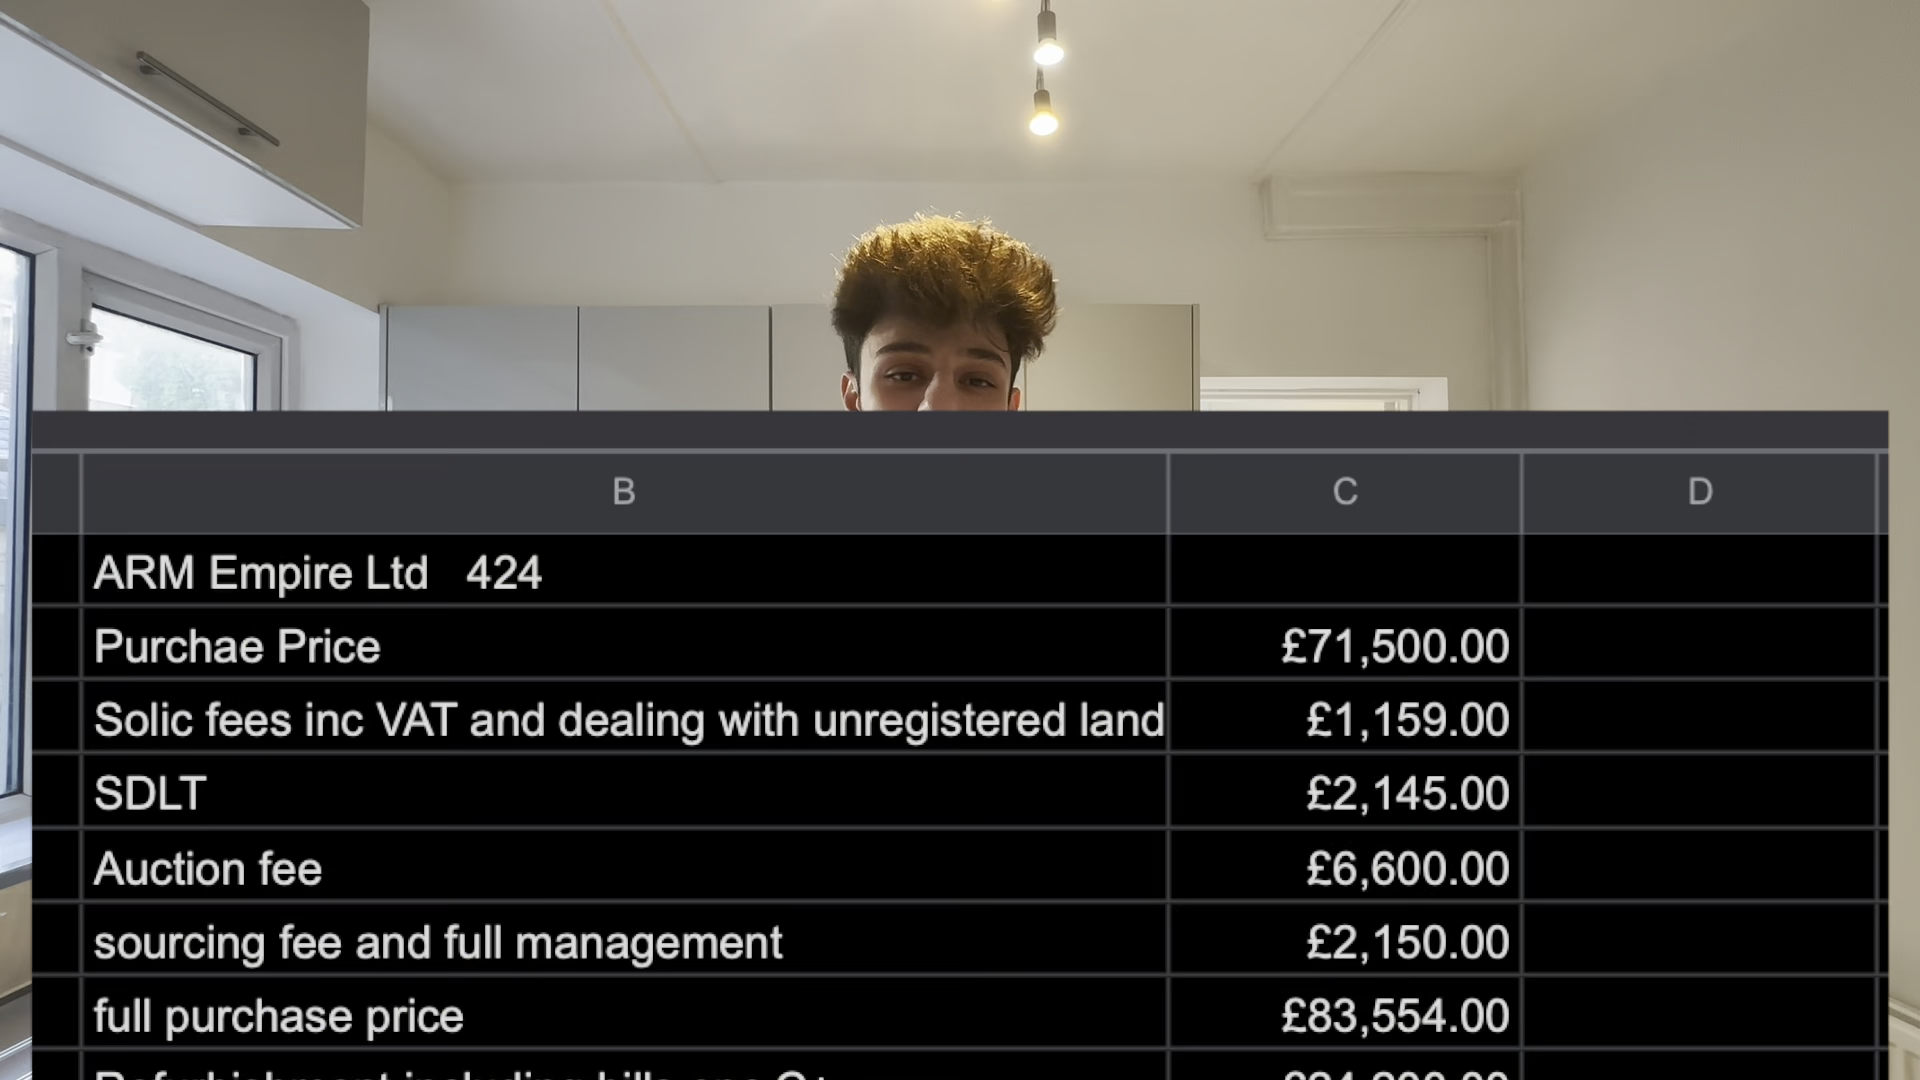 B C D
ARM Empire Ltd 424
Purchae Price £71,500.00
Solic fees inc VAT and dealing with unregistered land £1,159.00
SDLT £2,145.00
Auction fee £6,600.00
sourcing fee and full management £2,150.00
full purchase price £83,554.00